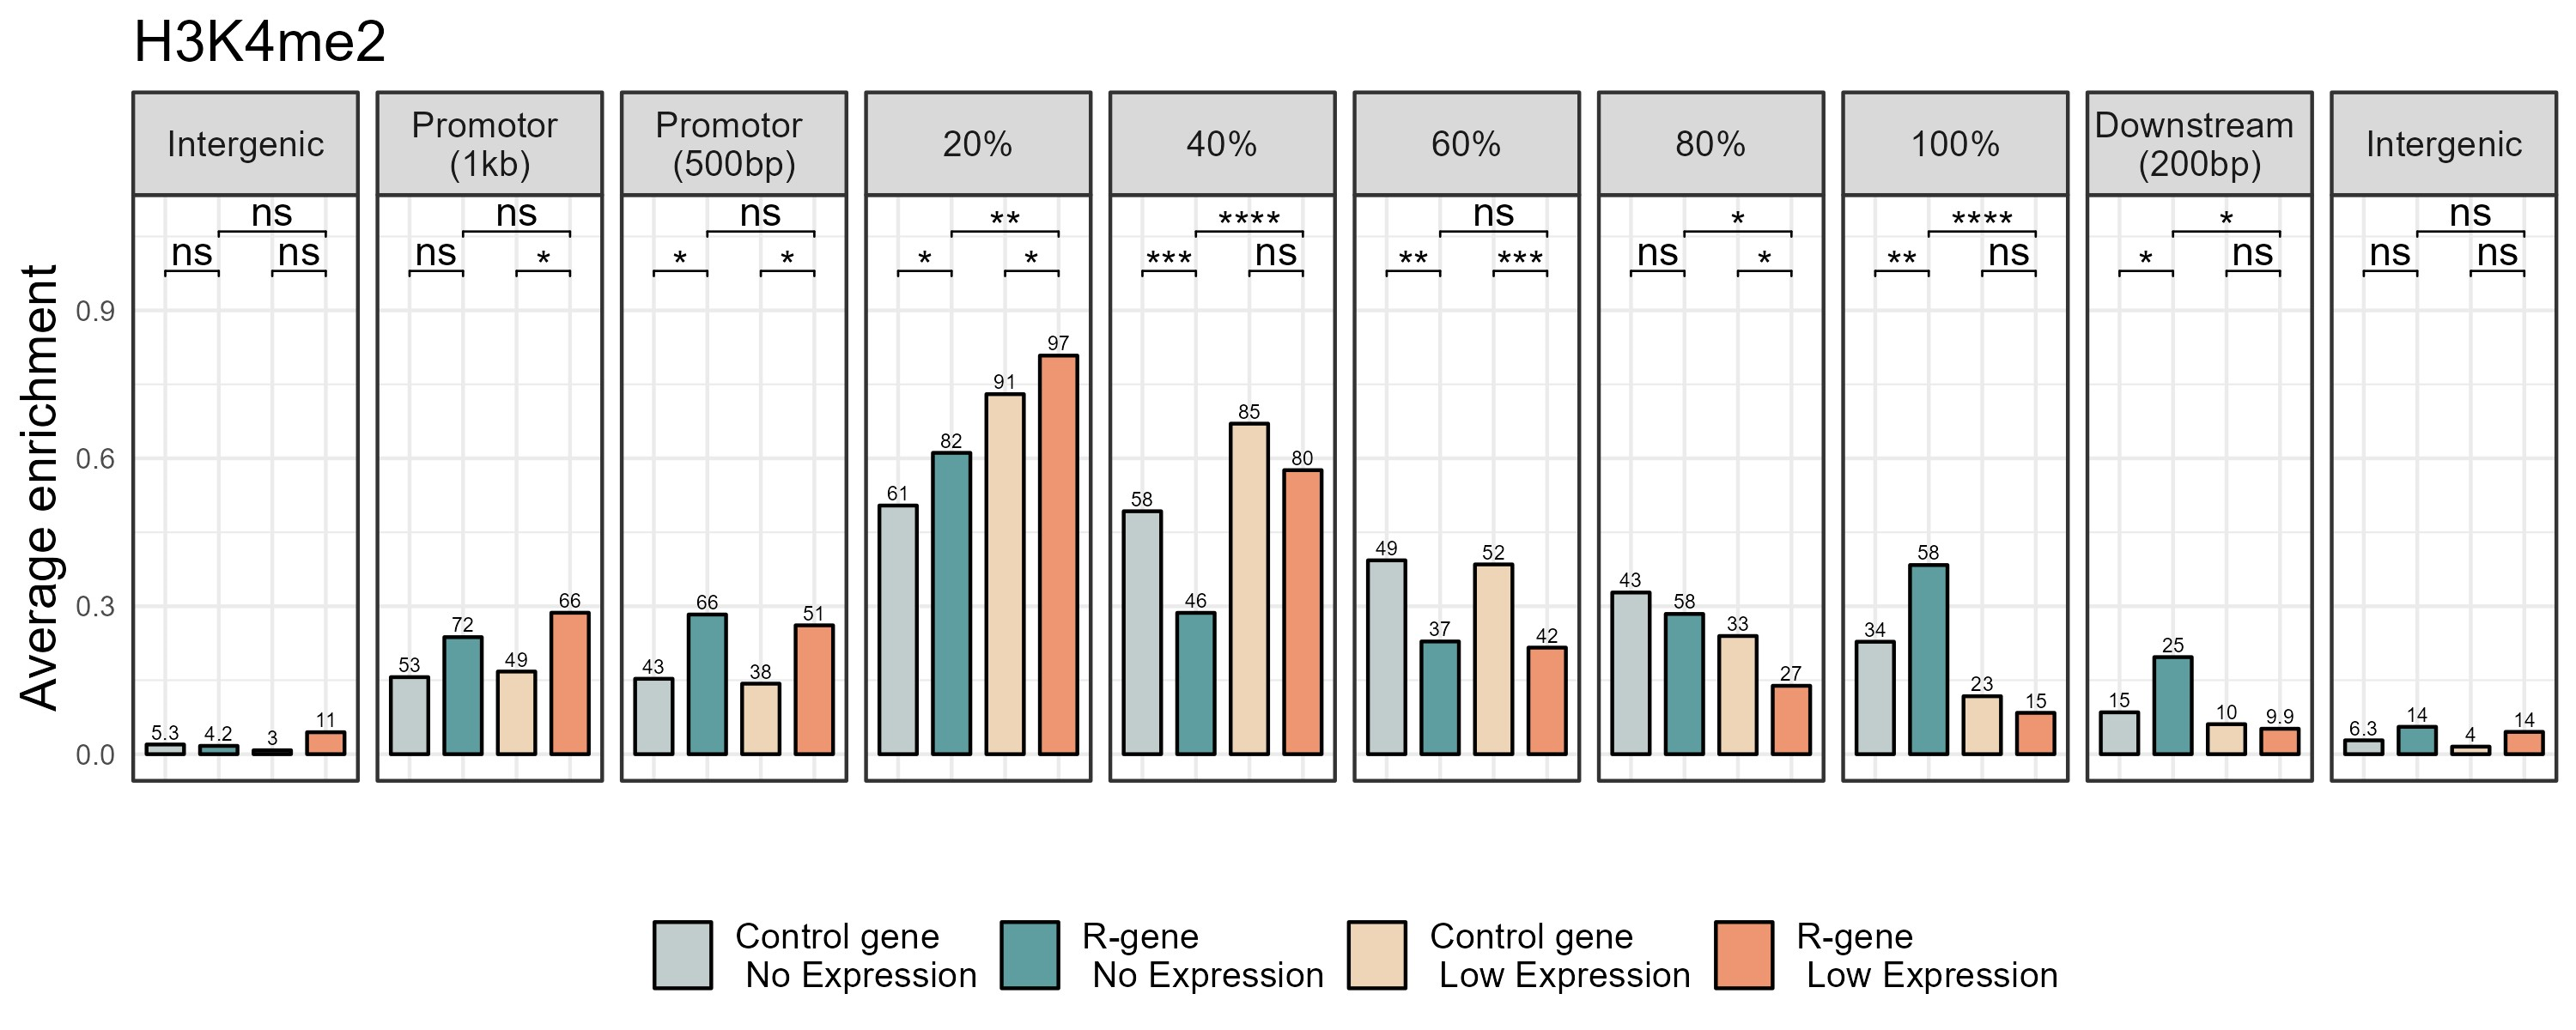 H3K4me2
Intergenic
Promotor
(1kb)
Promotor
(500bp)
20%
40%
60%
80%
100%
Downstream
(200bp)
Intergenic
Average enrichment
0.9
0.6
0.3
0.0
ns
ns ns
5.3 4.2 3 11
ns
ns *
53 72 49 66
ns
* *
43 66 38 51
**
* *
61 82 91 97
****
*** ns
58 46 85 80
ns
** ***
49 37 52 42
*
ns *
43 58 33 27
****
** ns
34 58 23 15
*
* ns
15 25 10 9.9
ns
ns ns
6.3 14 4 14
Control gene
No Expression
R-gene
No Expression
Control gene
Low Expression
R-gene
Low Expression